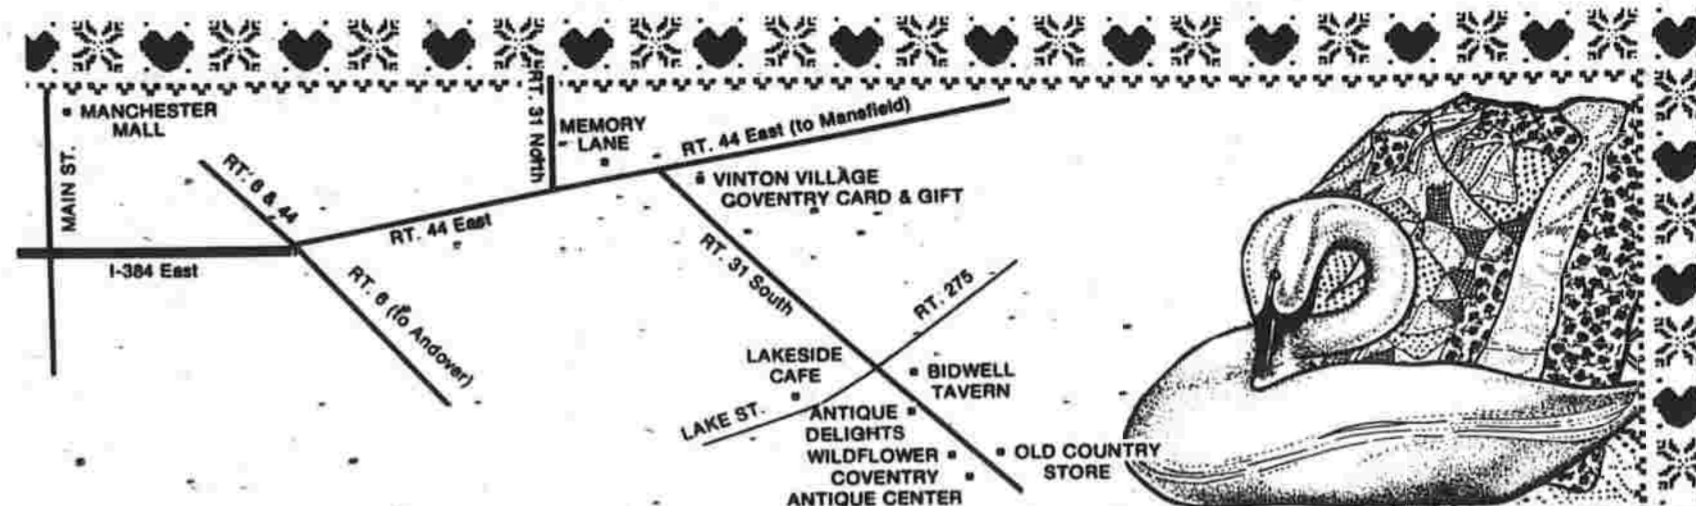 MANCHESTER
MALL
MAIN ST.
RT. 6 & 44
I-384 East
RT. 6 (to Andover)
RT. 44 East
RT. 31 North
MEMORY
LANE
RT. 44 East (to Mansfield)
VINTON VILLAGE
COVENTRY CARD & GIFT
RT. 31 South
RT. 275
LAKESIDE
CAFE
LAKE ST.
BIDWELL
TAVERN
ANTIQUE
DELIGHTS
WILDFLOWER
COVENTRY
ANTIQUE CENTER
OLD COUNTRY
STORE